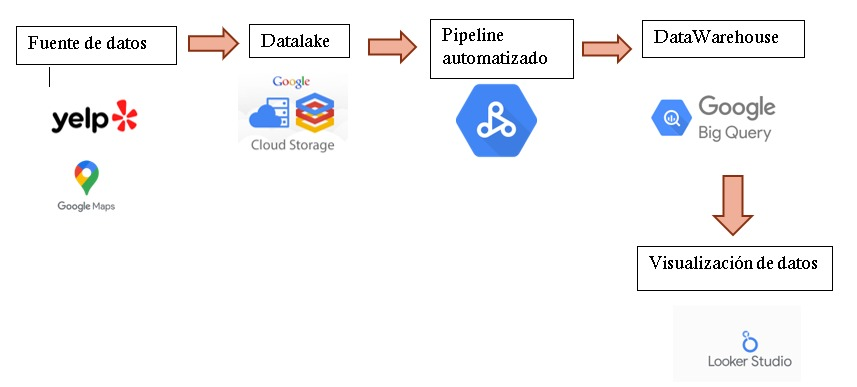 Fuente de datos
Datalake
Pipeline
automatizado
DataWarehouse
yelp
Google Maps
Google
Cloud Storage
Google
Big Query
Visualización de datos
Looker Studio